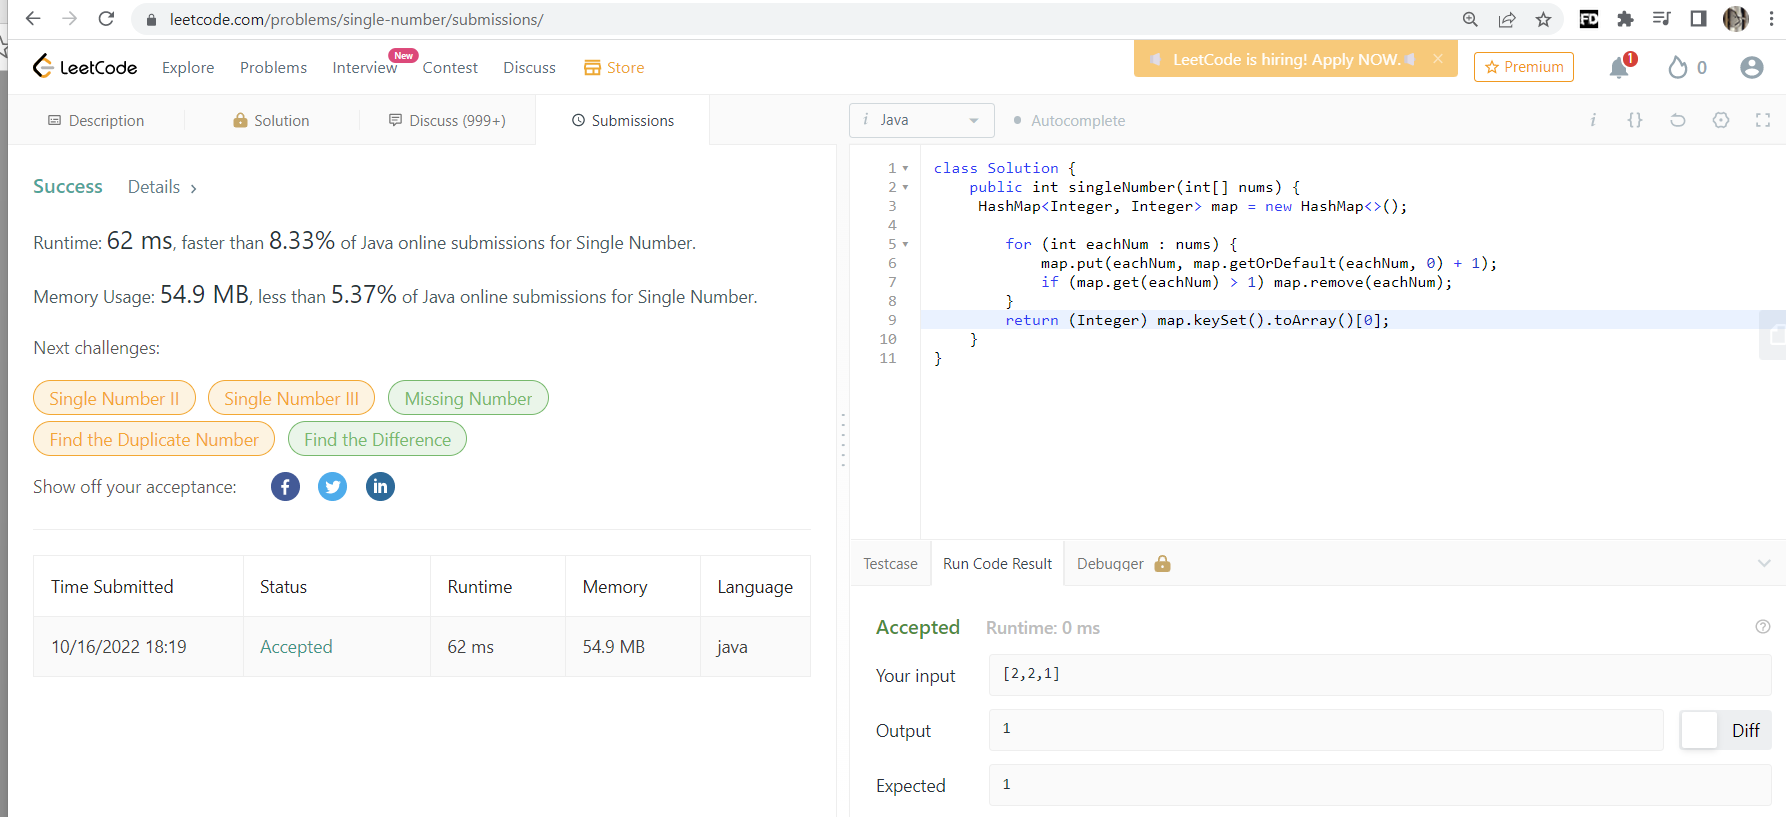 leetcode.com/problems/single-number/submissions/
FD
LeetCode Explore Problems Interview New Contest Discuss Store
LeetCode is hiring! Apply NOW. ×
Premium 1 0
Description Solution Discuss (999+) Submissions
Success Details >
Runtime: 62 ms, faster than 8.33% of Java online submissions for Single Number.
Memory Usage: 54.9 MB, less than 5.37% of Java online submissions for Single Number.
Next challenges:
Single Number II Single Number III Missing Number
Find the Duplicate Number Find the Difference
Show off your acceptance: f in
Time Submitted Status Runtime Memory Language
10/16/2022 18:19 Accepted 62 ms 54.9 MB java
i Java Autocomplete i {}
1 class Solution {
2 public int singleNumber(int[] nums) {
3 HashMap<Integer, Integer> map = new HashMap<>();
4
5 for (int eachNum : nums) {
6 map.put(eachNum, map.getOrDefault(eachNum, 0) + 1);
7 if (map.get(eachNum) > 1) map.remove(eachNum);
8 }
9 return (Integer) map.keySet().toArray()[0];
10 }
11 }
Testcase Run Code Result Debugger
Accepted Runtime: 0 ms ?
Your input [2,2,1]
Output 1 Diff
Expected 1